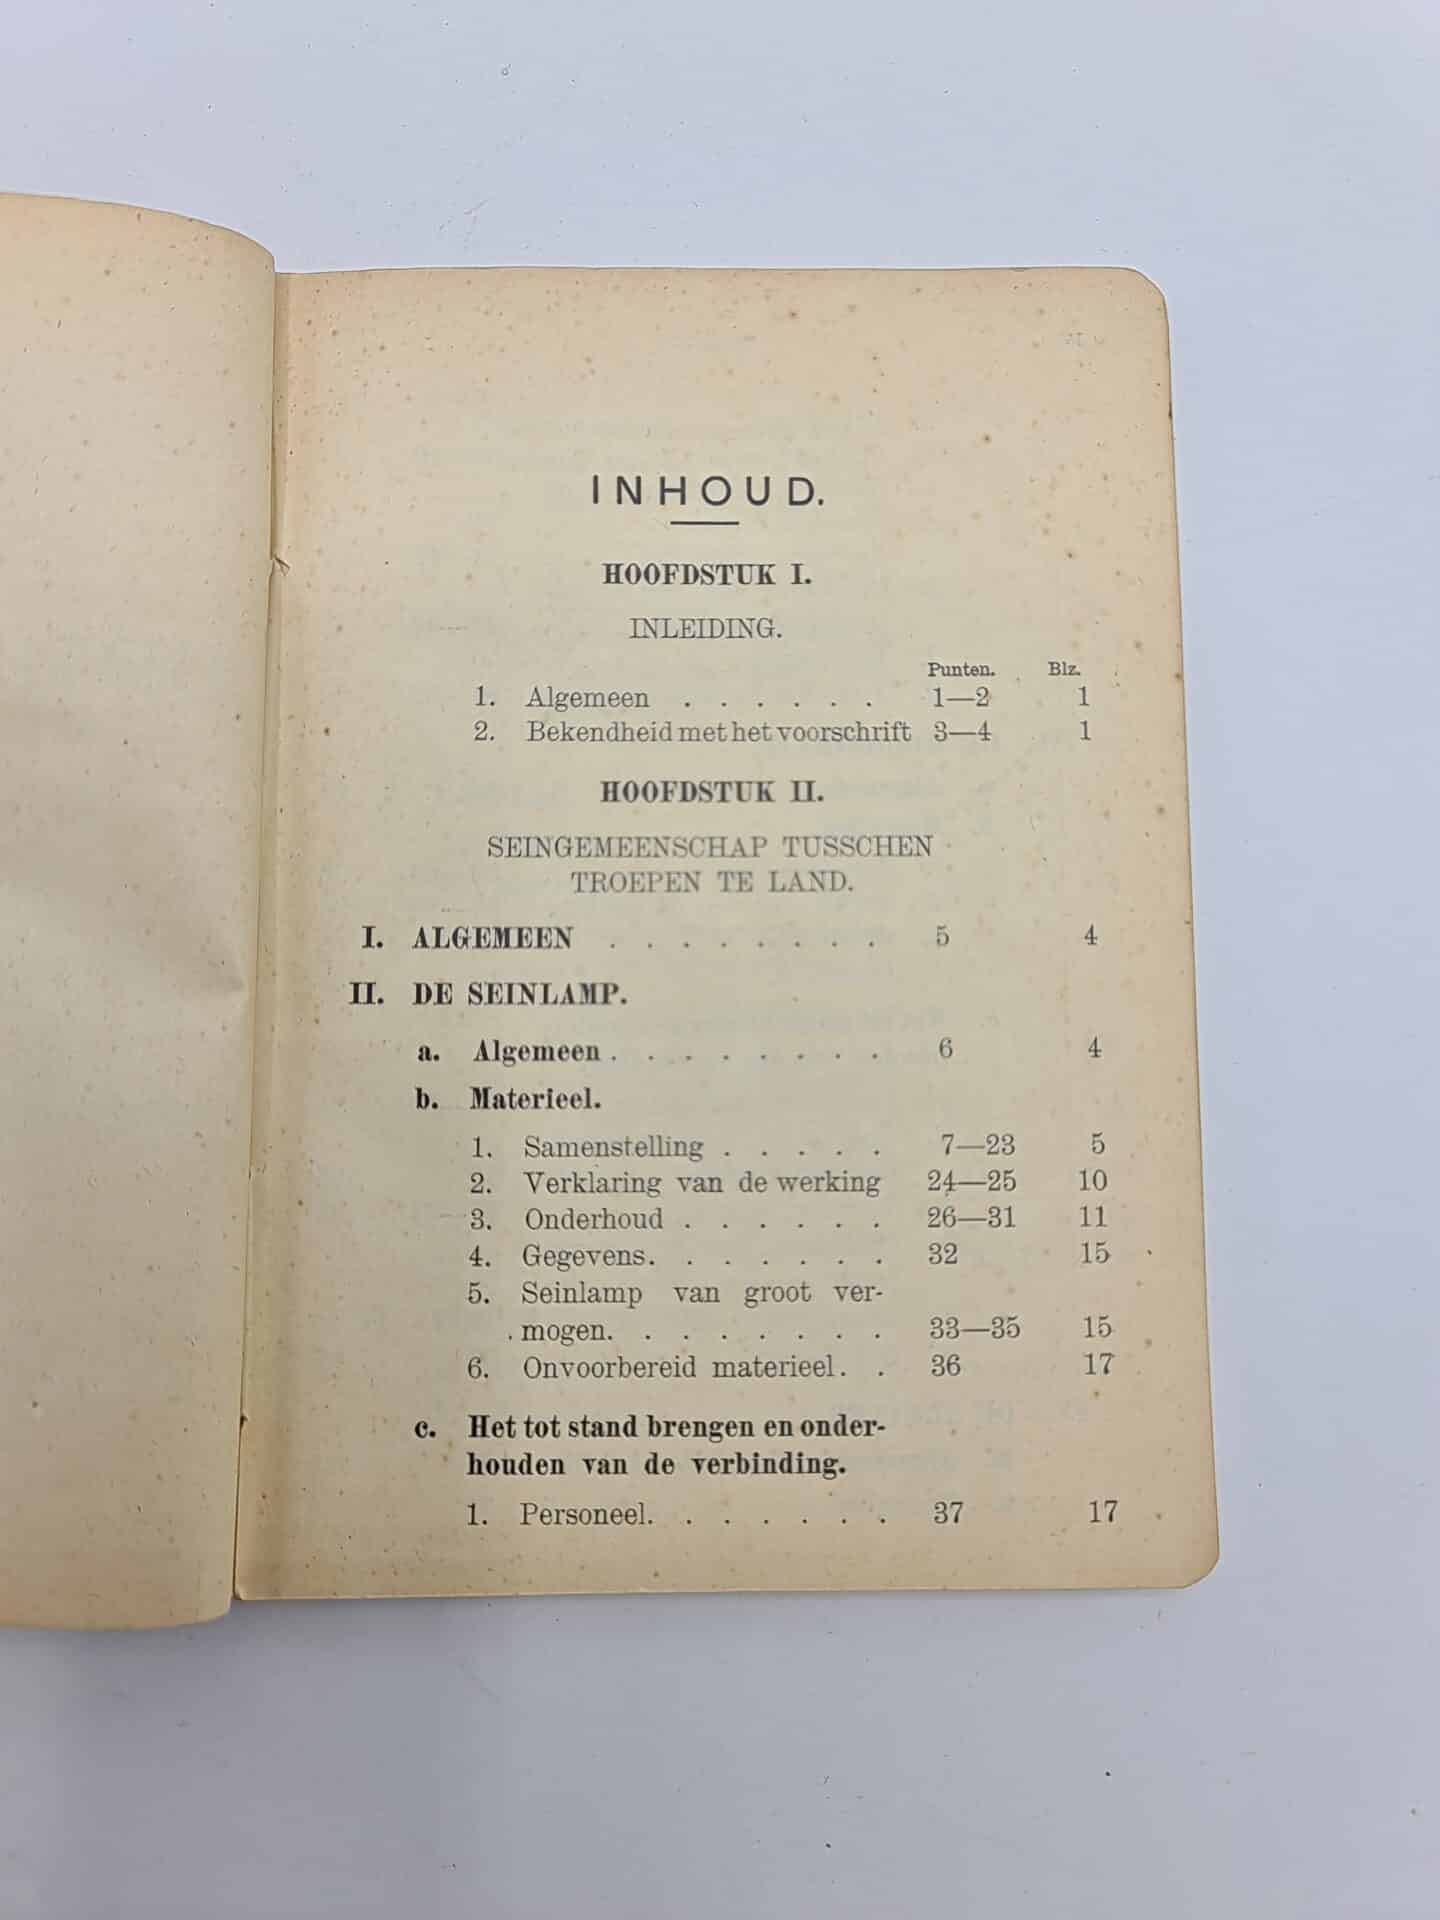 INHOUD.
HOOFDSTUK I.
INLEIDING.
Punten. Blz.
1. Algemeen . . . . . . 1—2 1
2. Bekendheid met het voorschrift 3—4 1
HOOFDSTUK II.
SEINGEMEENSCHAP TUSSCHEN
TROEPEN TE LAND.
I. ALGEMEEN . . . . . . . . 5 4
II. DE SEINLAMP.
a. Algemeen . . . . . . . . 6 4
b. Materieel.
1. Samenstelling . . . . . 7—23 5
2. Verklaring van de werking 24—25 10
3. Onderhoud . . . . . . 26—31 11
4. Gegevens. . . . . . . 32 15
5. Seinlamp van groot ver-
mogen. . . . . . . . 33—35 15
6. Onvoorbereid materieel. . 36 17
c. Het tot stand brengen en onder-
houden van de verbinding.
1. Personeel. . . . . . . 37 17